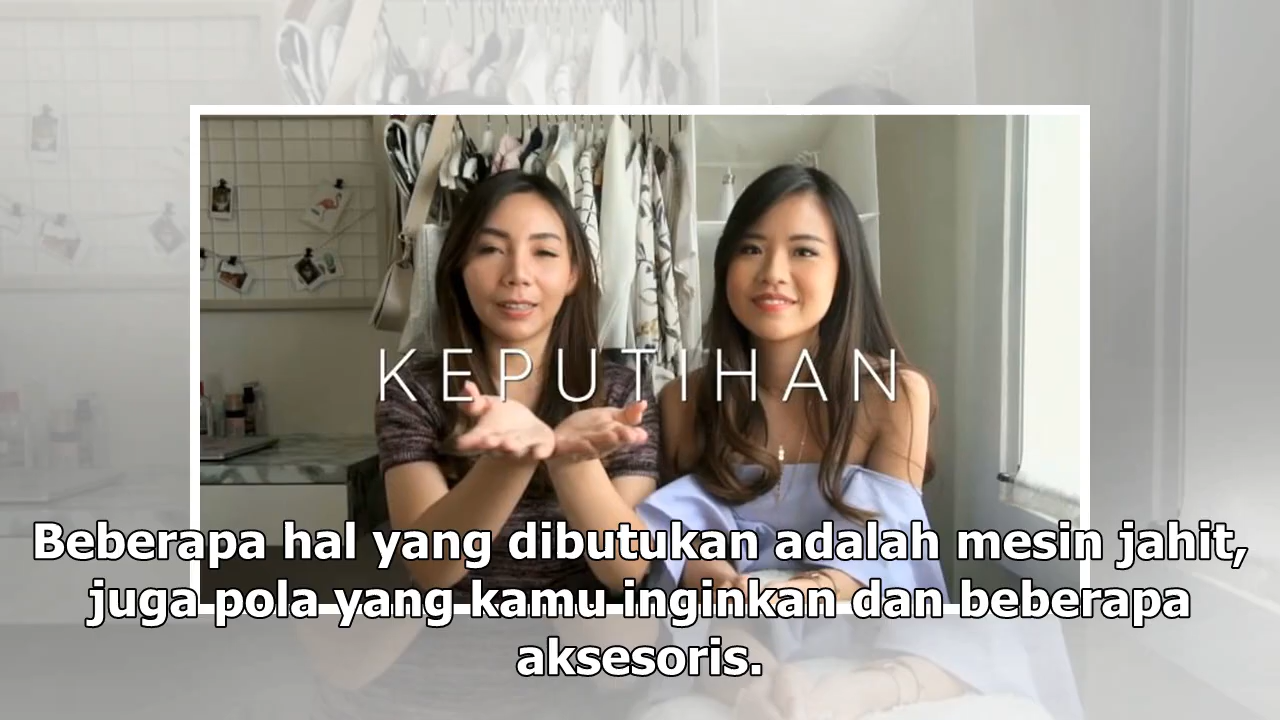 KEPUTIHAN
Beberapa hal yang dibutukan adalah mesin jahit,
juga pola yang kamu inginkan dan beberapa
aksesoris.